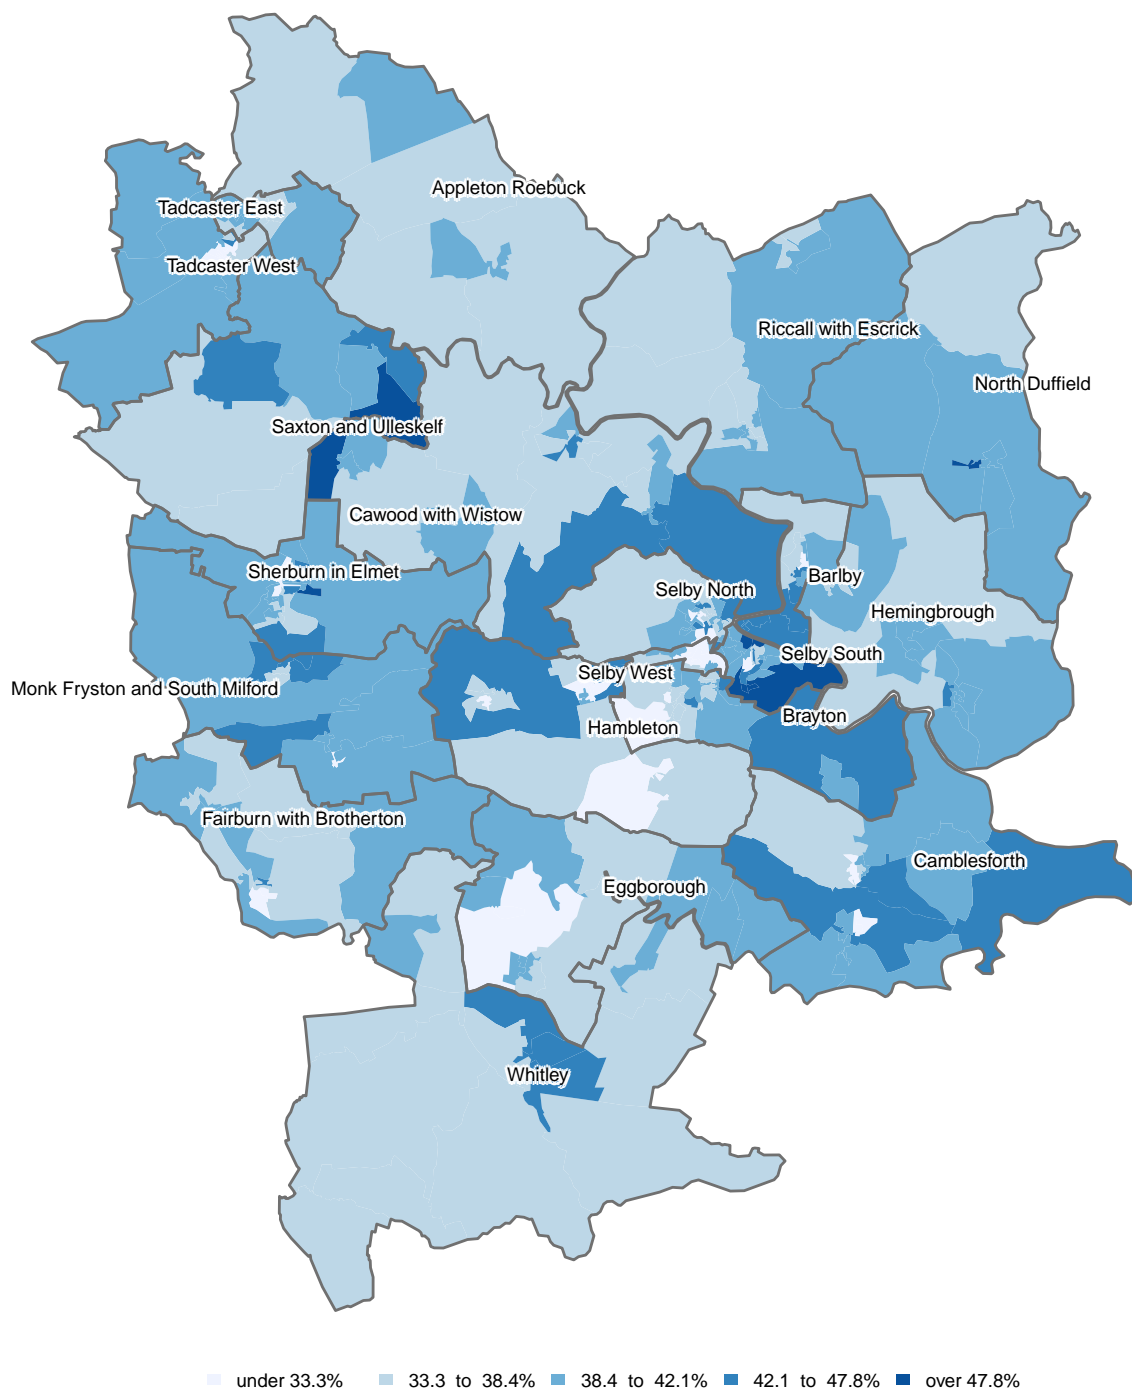 Appleton Roebuck
Tadcaster East
Tadcaster West
Riccall with Escrick
North Duffield
Saxton and Ulleskelf
Cawood with Wistow
Sherburn in Elmet
Barlby
Selby North
Hemingbrough
Selby South
Selby West
Monk Fryston and South Milford
Brayton
Hambleton
Fairburn with Brotherton
Camblesforth
Eggborough
Whitley
under 33.3% 33.3 to 38.4% 38.4 to 42.1% 42.1 to 47.8% over 47.8%